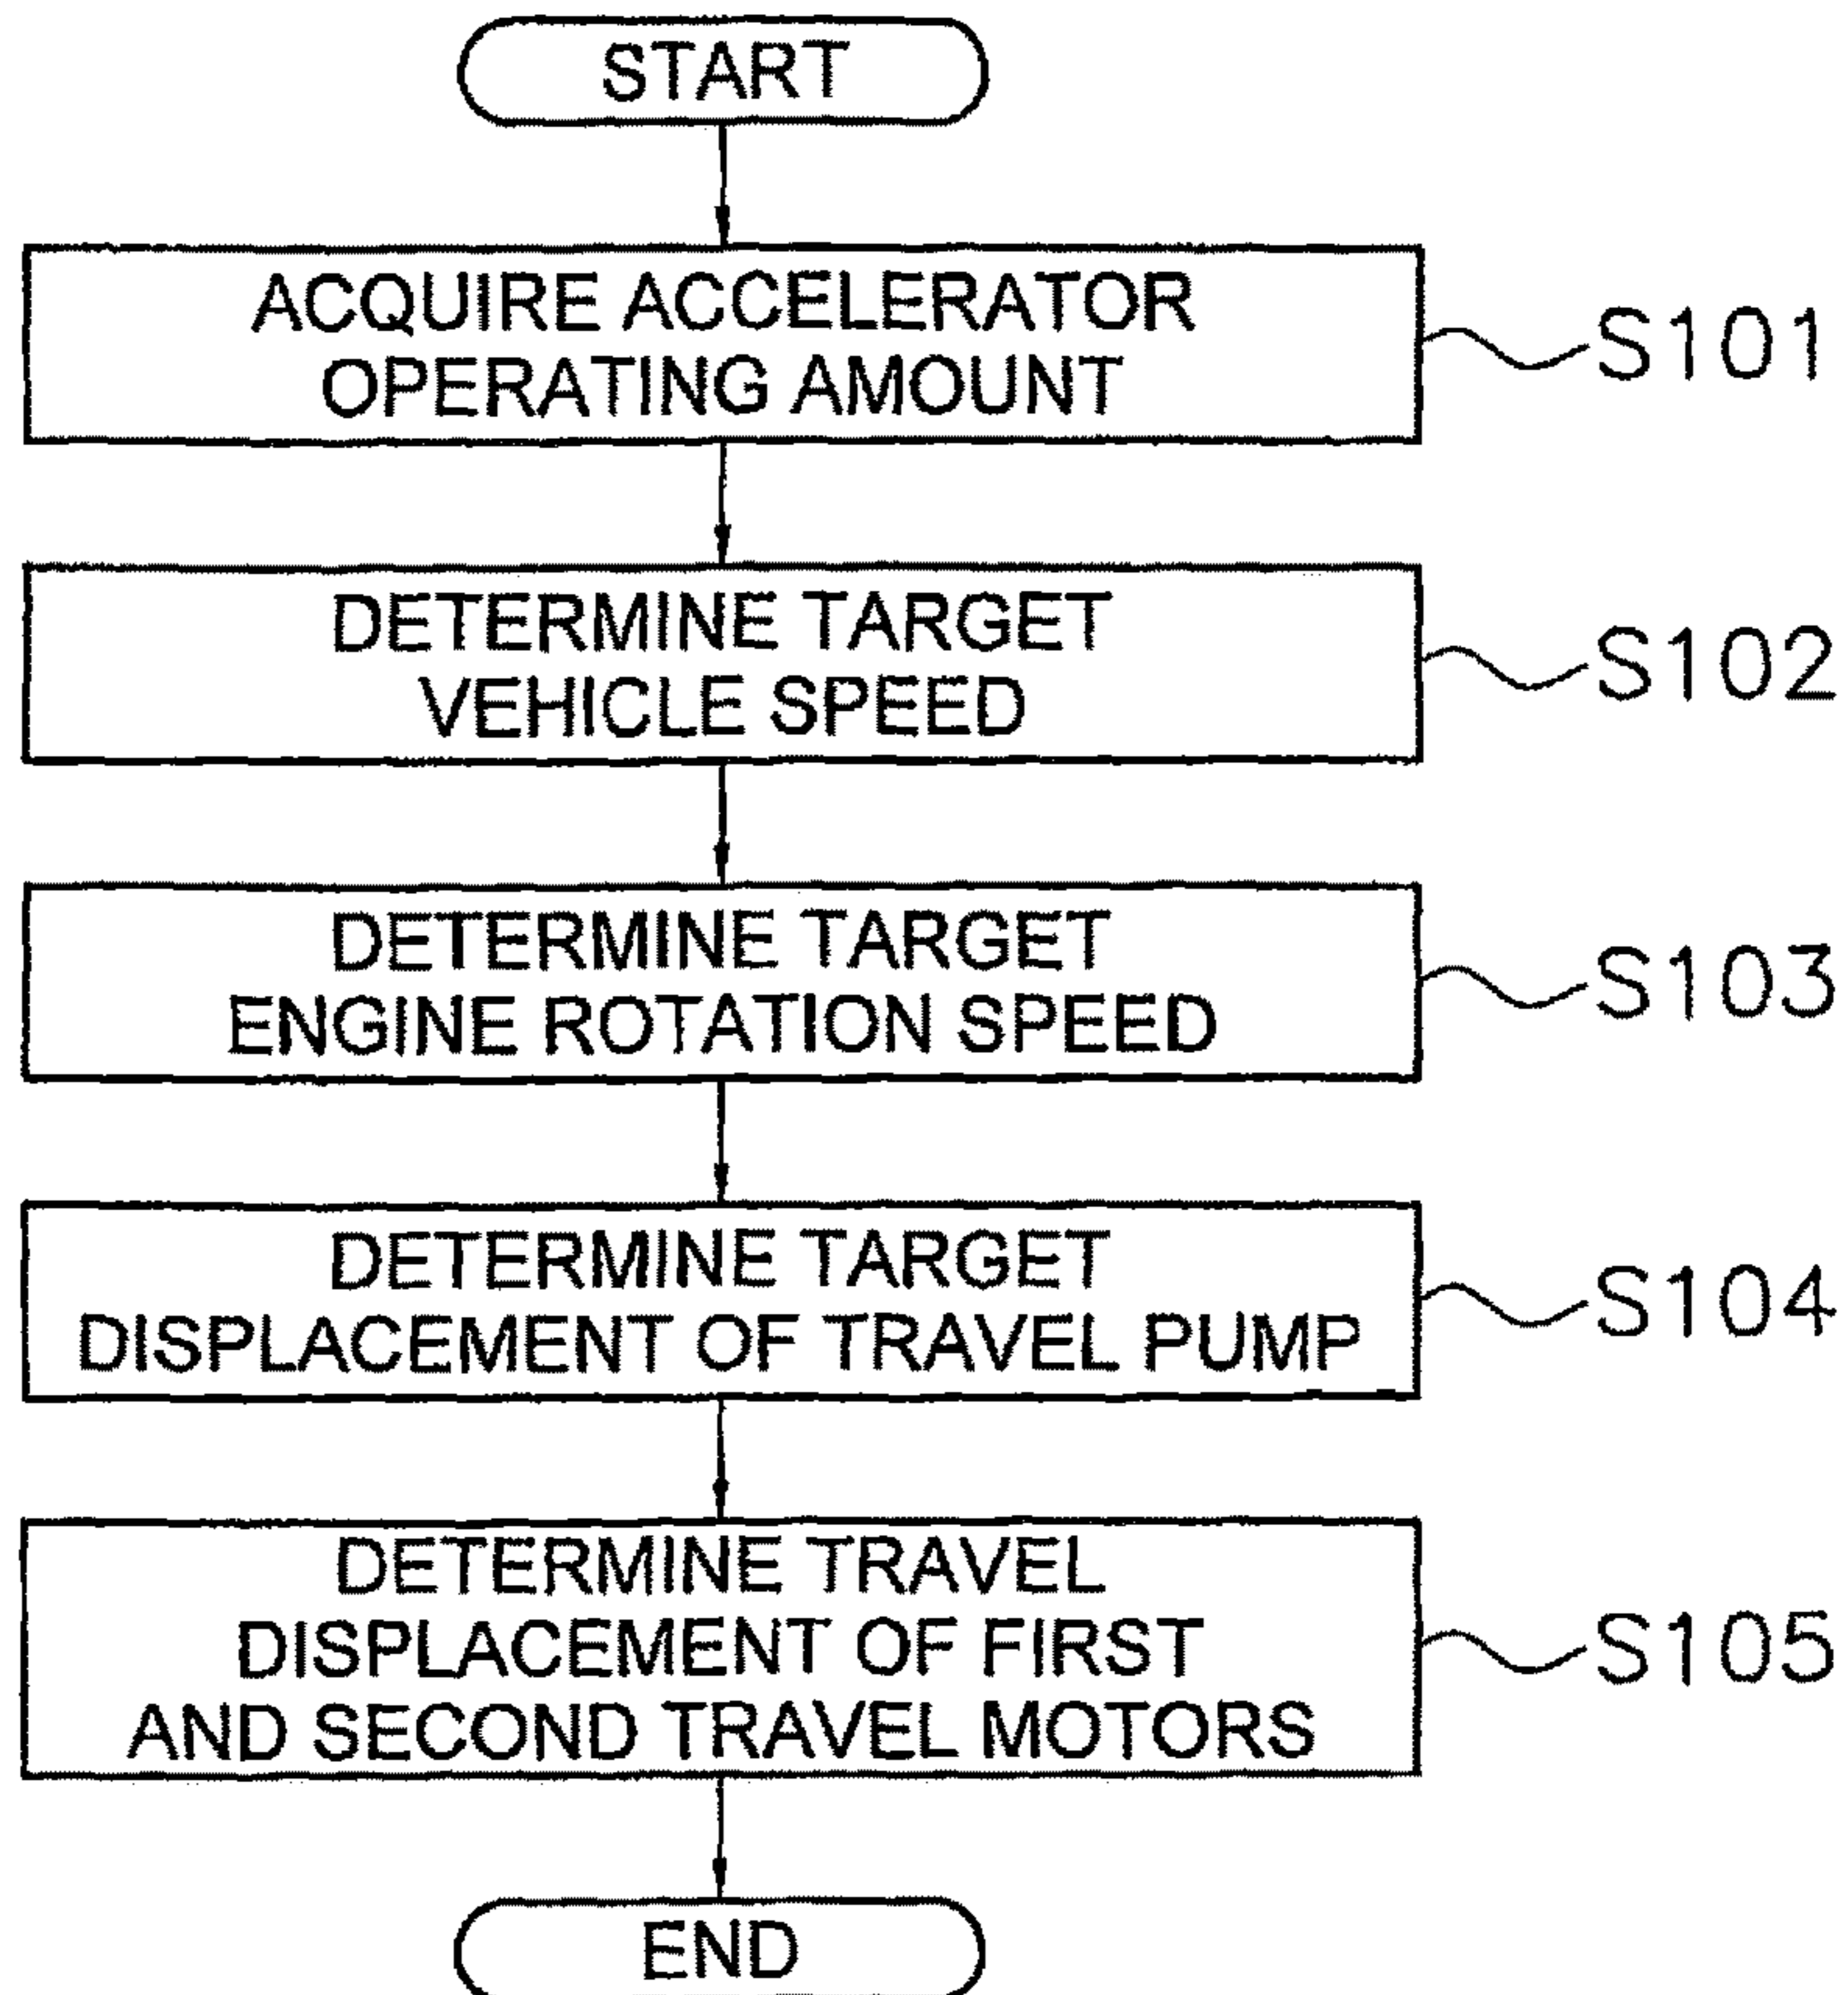 START
ACQUIRE ACCELERATOR
OPERATING AMOUNT
S101
DETERMINE TARGET
VEHICLE SPEED
S102
DETERMINE TARGET
ENGINE ROTATION SPEED
S103
DETERMINE TARGET
DISPLACEMENT OF TRAVEL PUMP
S104
DETERMINE TRAVEL
DISPLACEMENT OF FIRST
AND SECOND TRAVEL MOTORS
S105
END